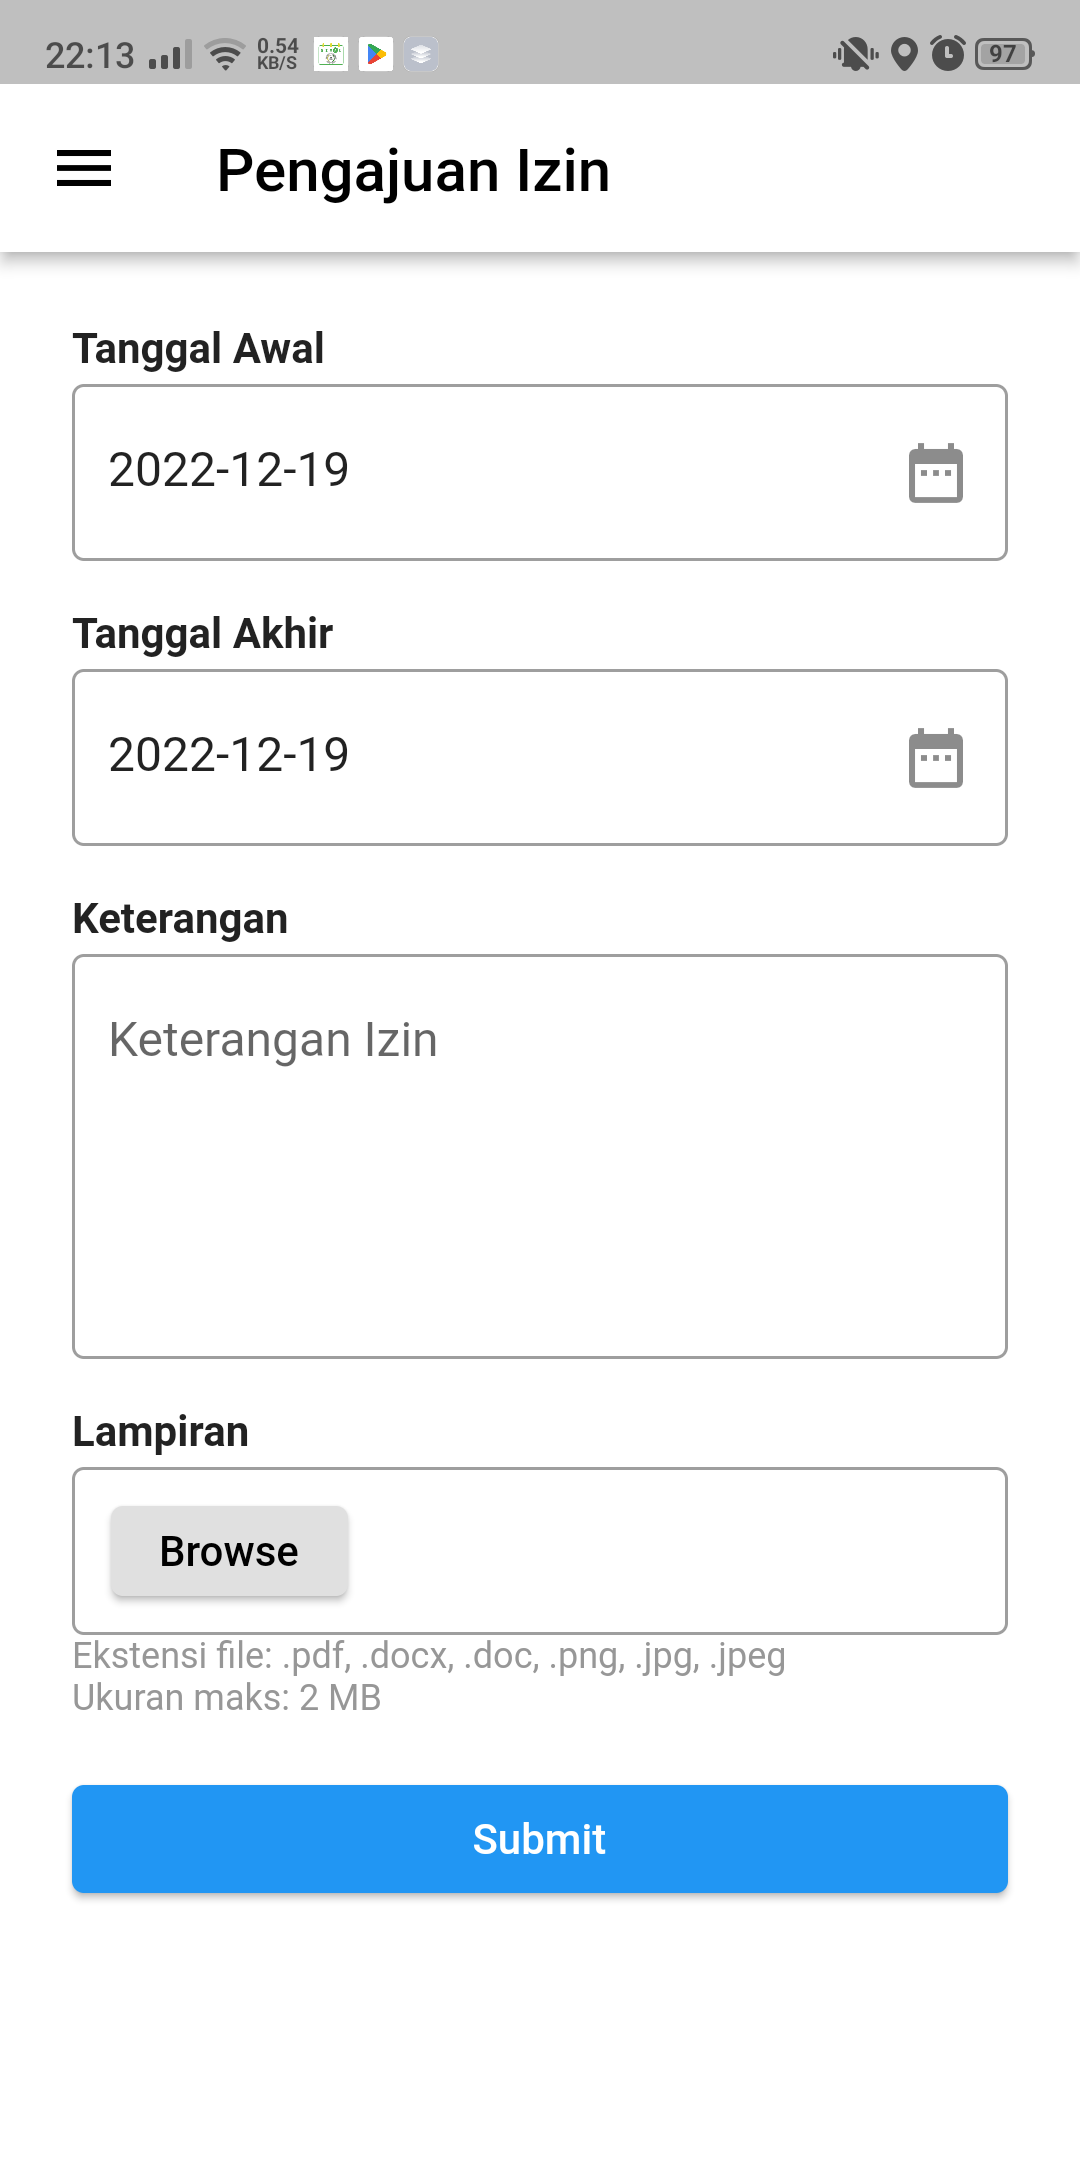 22:13 0.54 KB/S 97
Pengajuan Izin
Tanggal Awal
2022-12-19
Tanggal Akhir
2022-12-19
Keterangan
Keterangan Izin
Lampiran
Browse
Ekstensi file: .pdf, .docx, .doc, .png, .jpg, .jpeg
Ukuran maks: 2 MB
Submit